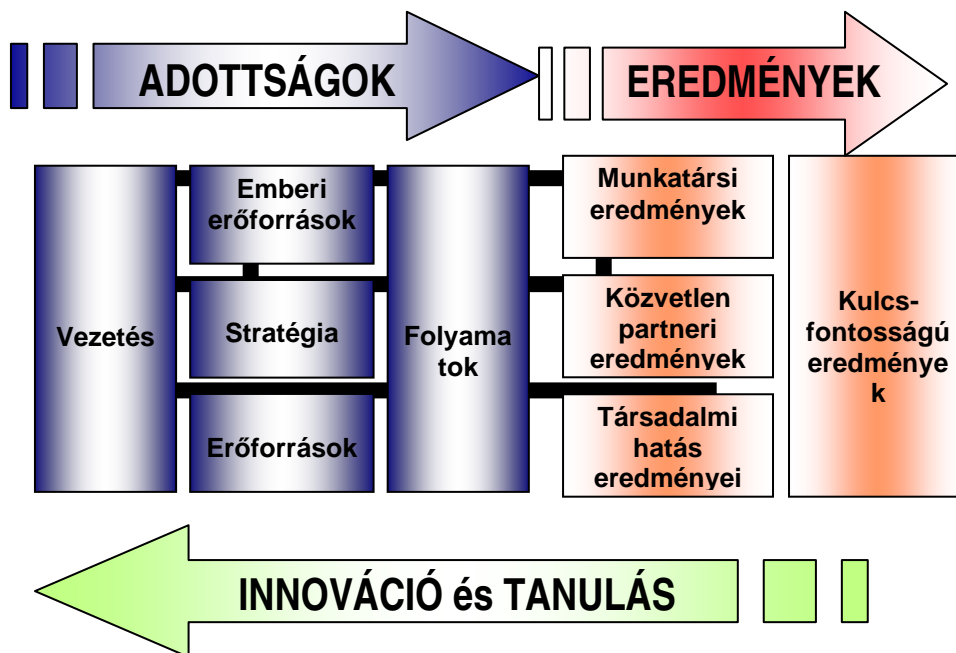 ADOTTSÁGOK
EREDMÉNYEK
Vezetés
Emberi
erőforrások
Stratégia
Erőforrások
Folyama
tok
Munkatársi
eredmények
Közvetlen
partneri
eredmények
Társadalmi
hatás
eredményei
Kulcs-
fontosságú
eredménye
k
INNOVÁCIÓ és TANULÁS